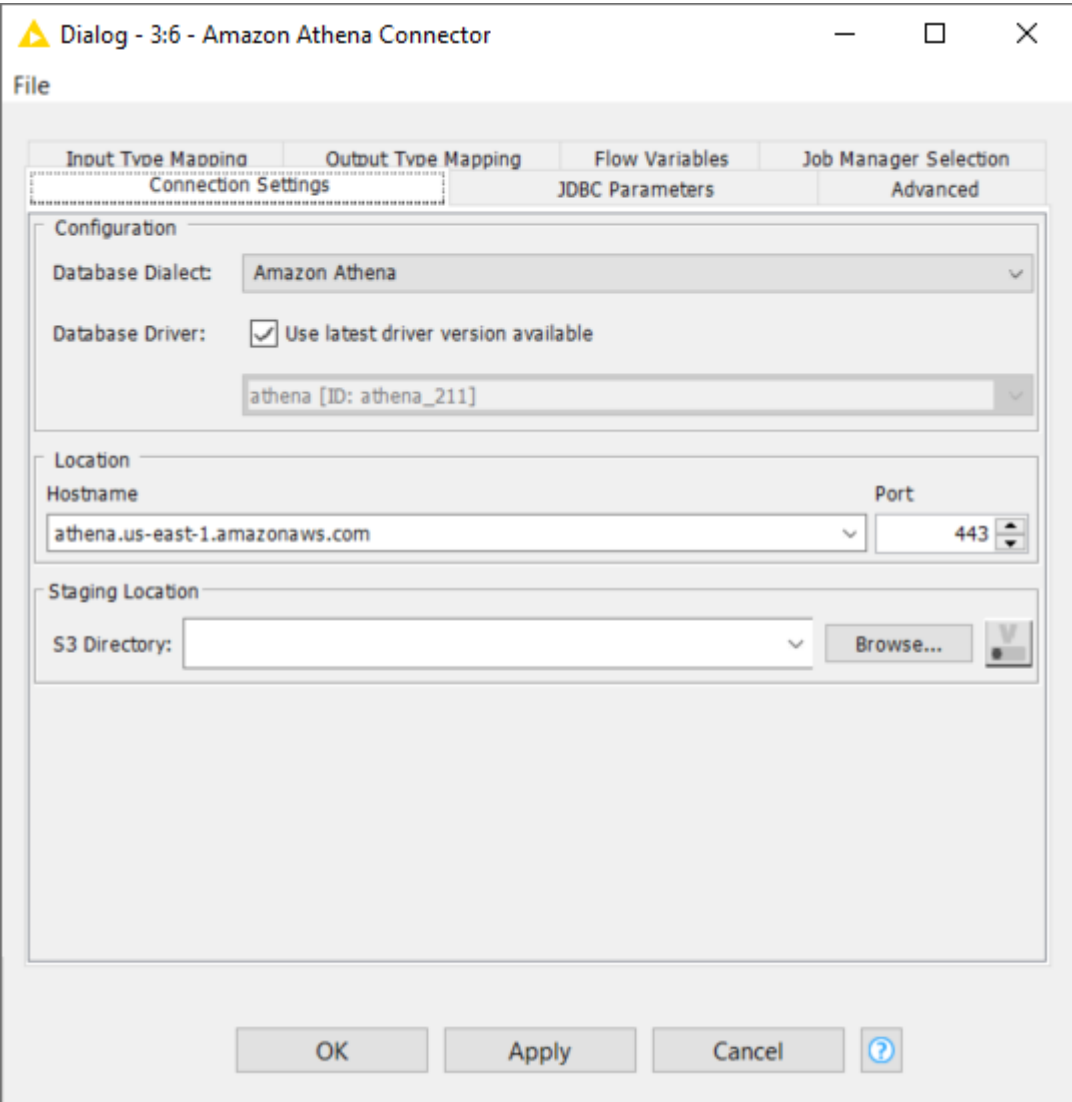 Dialog - 3:6 - Amazon Athena Connector
File
Input Type Mapping Output Type Mapping Flow Variables Job Manager Selection
Connection Settings JDBC Parameters Advanced
Configuration
Database Dialect: Amazon Athena
Database Driver: Use latest driver version available
athena [ID: athena_211]
Location
Hostname Port
athena.us-east-1.amazonaws.com 443
Staging Location
S3 Directory: Browse... V
OK Apply Cancel ?